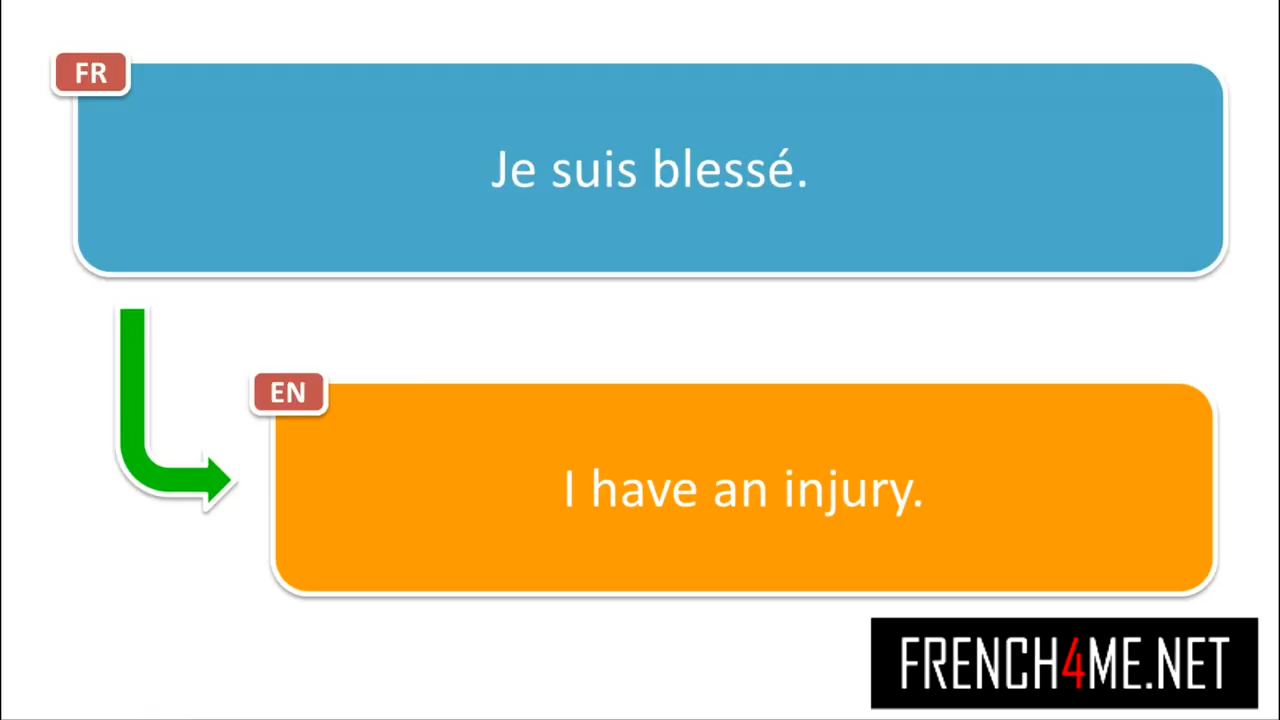 FR
Je suis blessé.
EN
I have an injury.
FRENCH4ME.NET